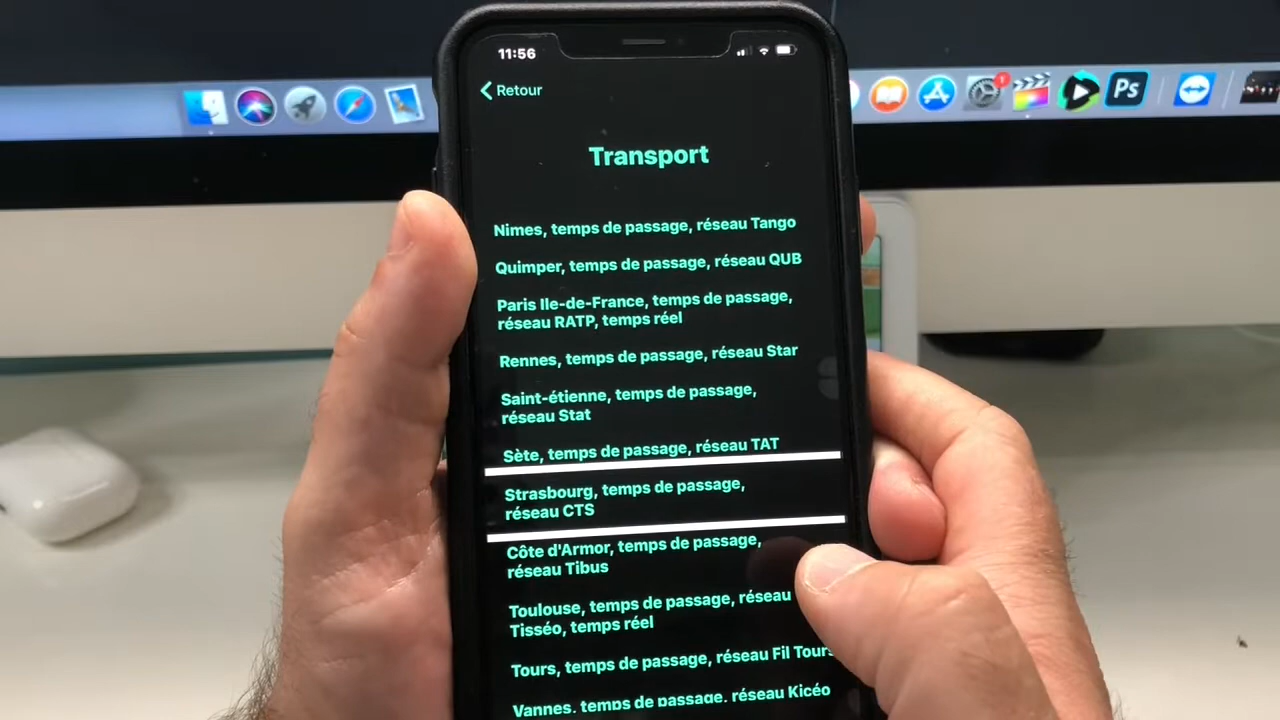 11:56
Retour
Transport
Nimes, temps de passage, réseau Tango
Quimper, temps de passage, réseau QUB
Paris Ile-de-France, temps de passage,
réseau RATP, temps réel
Rennes, temps de passage, réseau Star
Saint-étienne, temps de passage,
réseau Stat
Sète, temps de passage, réseau TAT
Strasbourg, temps de passage,
réseau CTS
Côte d'Armor, temps de passage,
réseau Tibus
Toulouse, temps de passage, réseau
Tisséo, temps réel
Tours, temps de passage, réseau Fil Tours
Vannes, temps de passage, réseau Kicéo
1
Ps